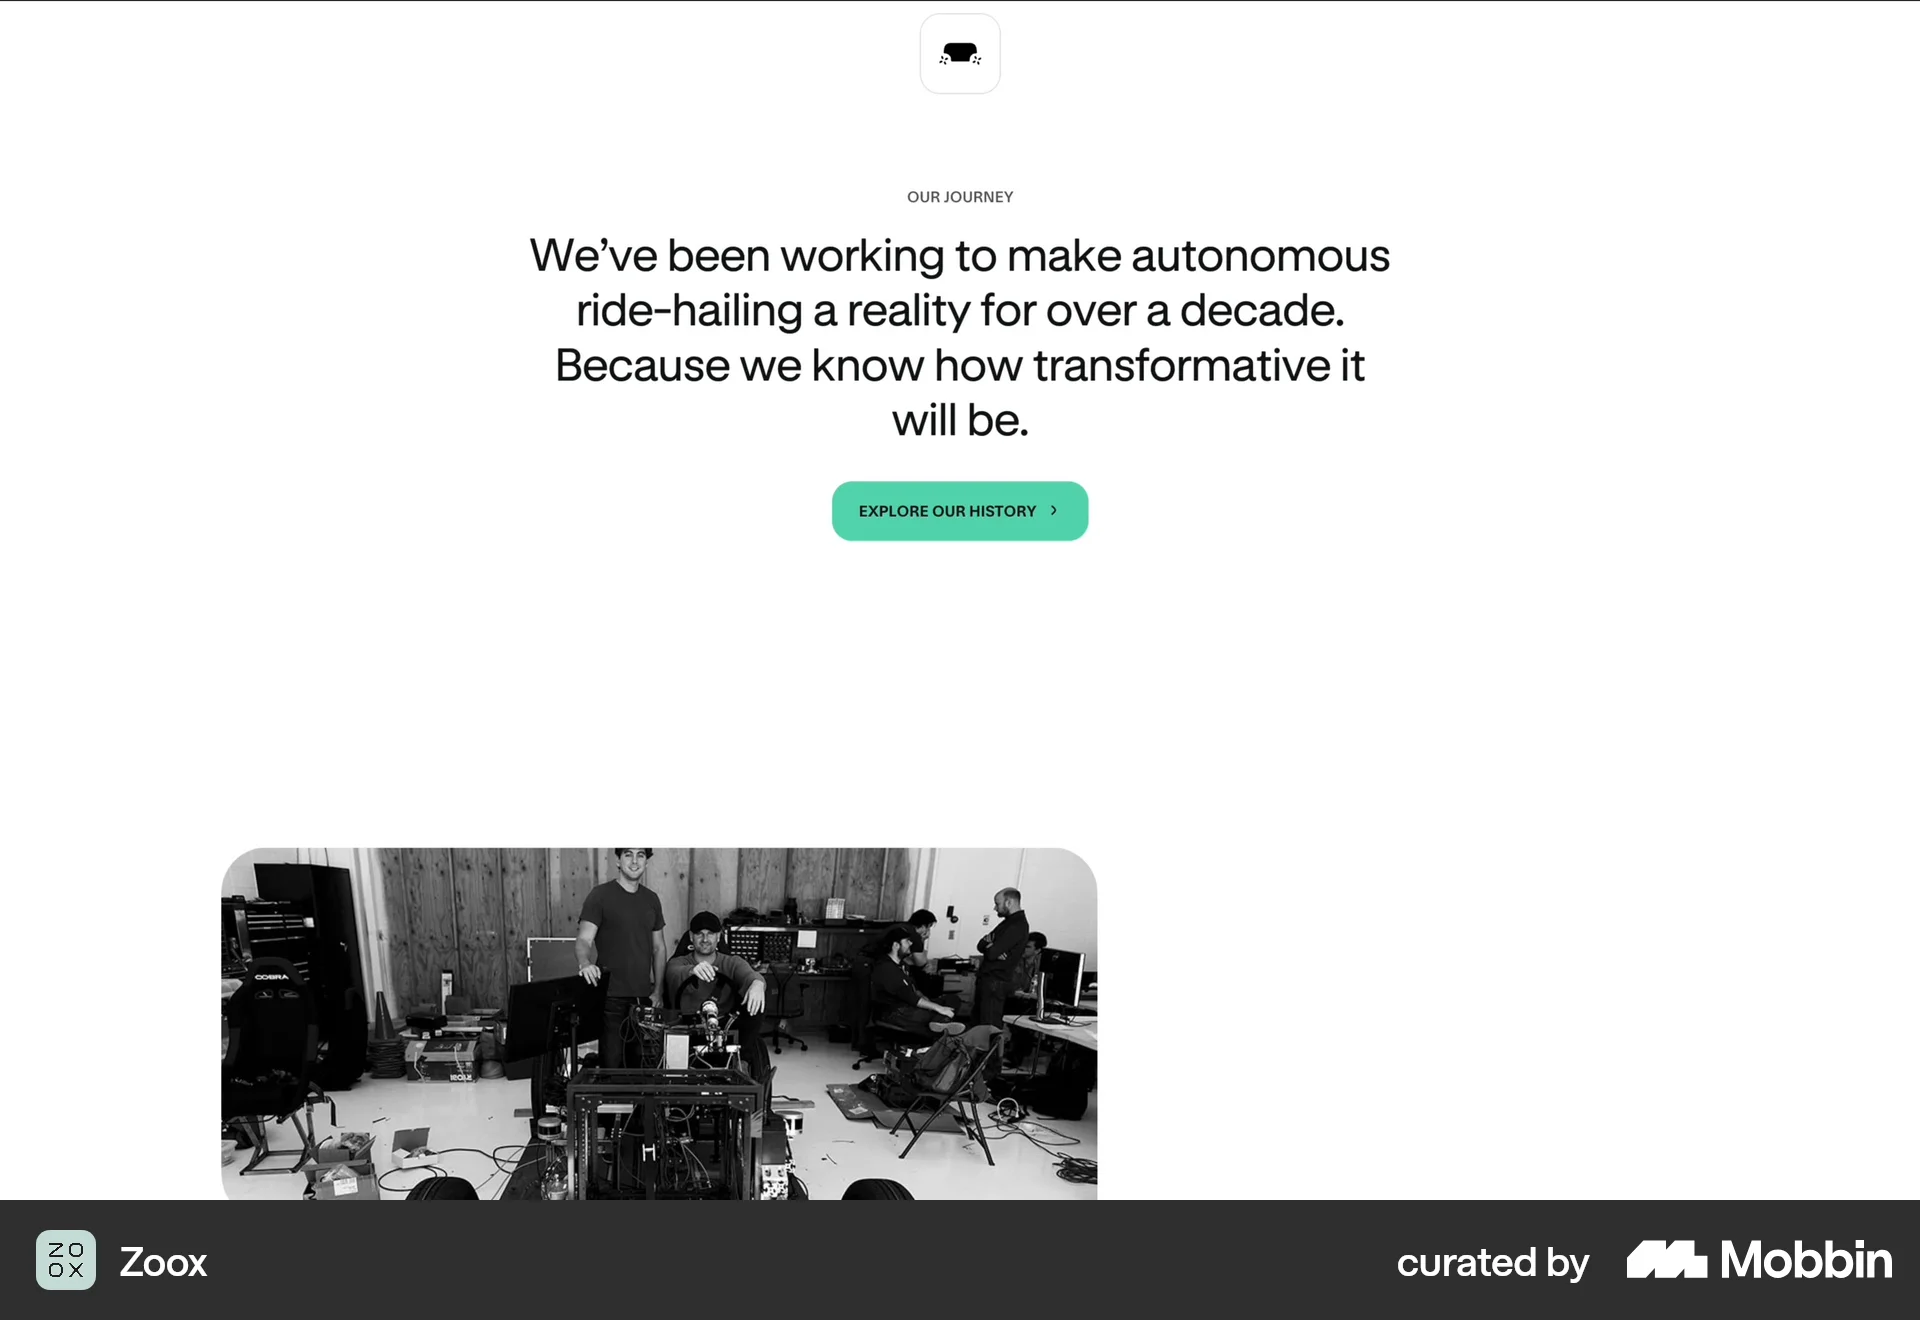 OUR JOURNEY
We’ve been working to make autonomous
ride-hailing a reality for over a decade.
Because we know how transformative it
will be.
EXPLORE OUR HISTORY
COBRA
ZO
OX
Zoox
curated by
Mobbin